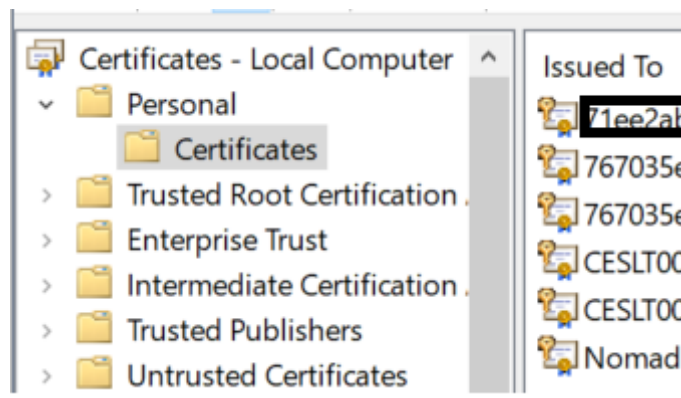 Certificates - Local Computer
Personal
Certificates
Trusted Root Certification
Enterprise Trust
Intermediate Certification
Trusted Publishers
Untrusted Certificates
Issued To
71ee2ab
767035e
767035e
CESLT00
CESLT00
Nomad